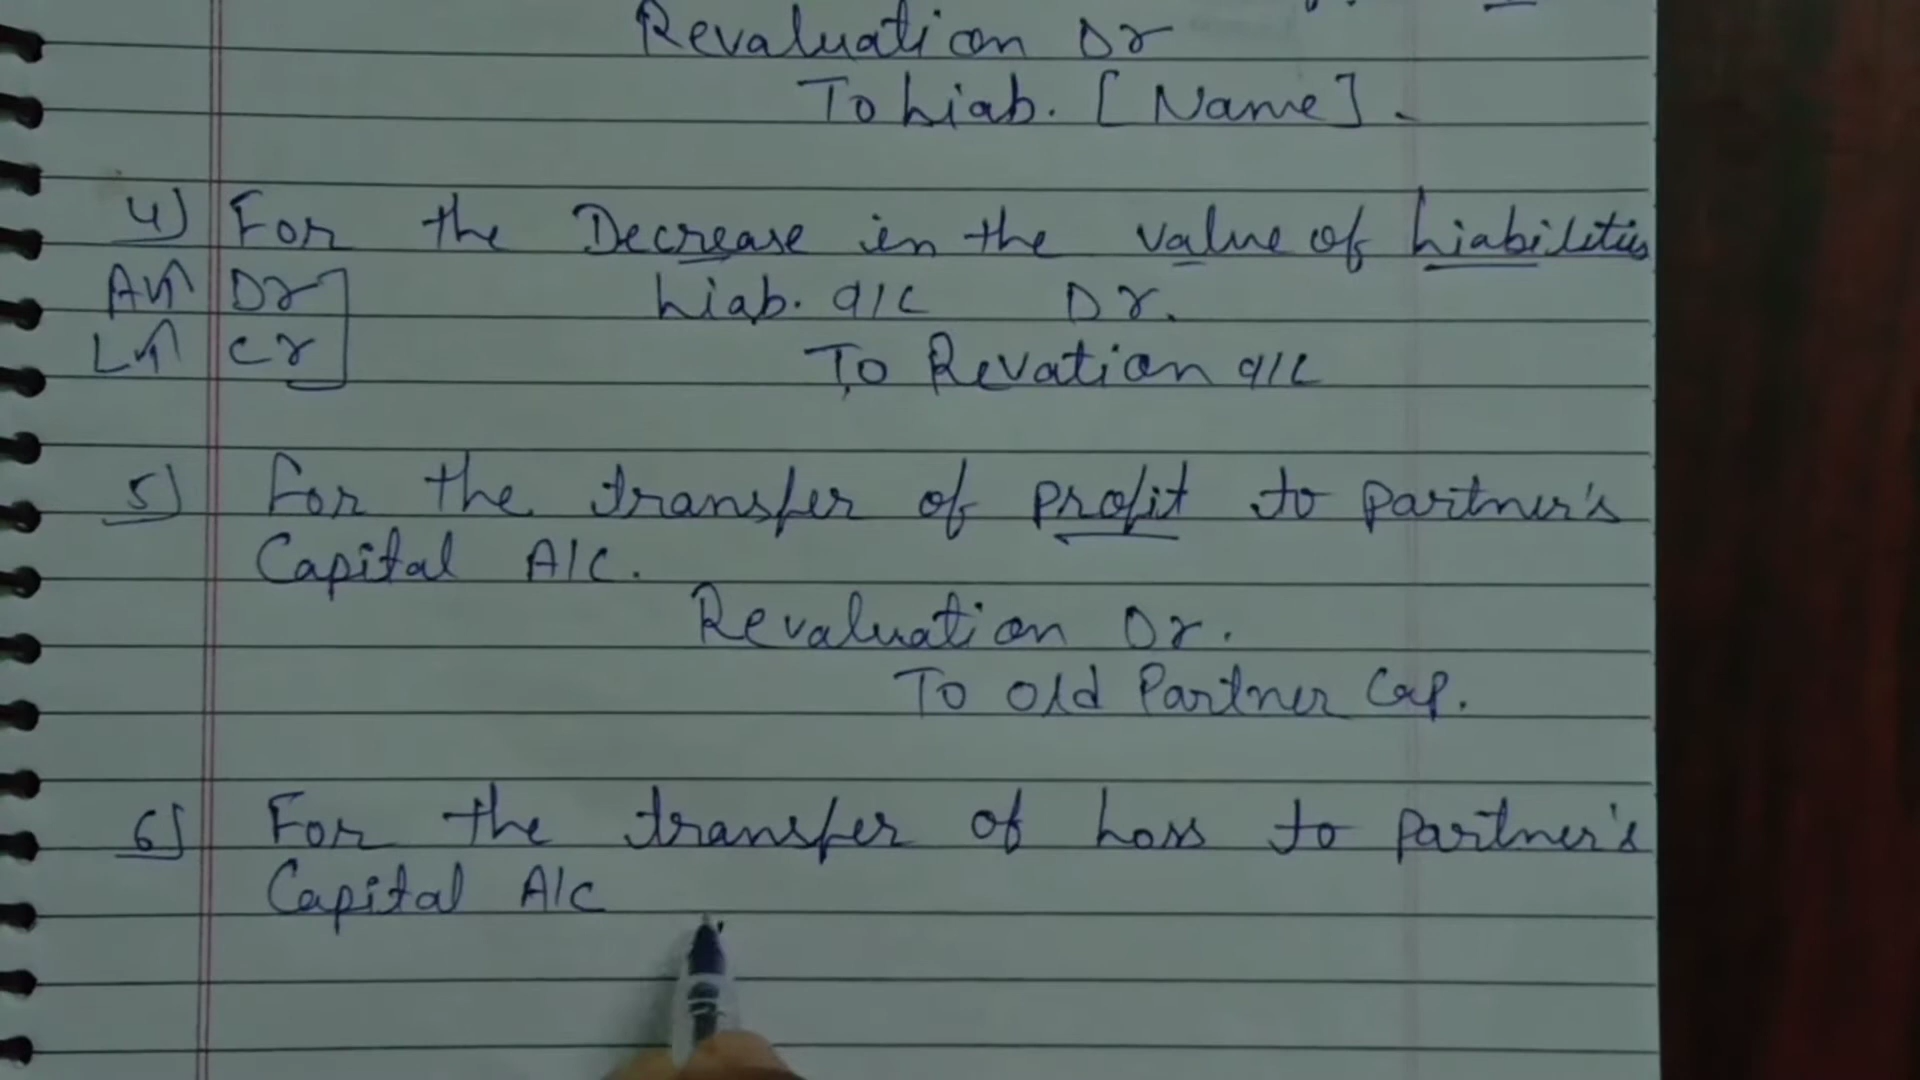 Revaluation Dr
To Liab. [Name].
4) For the Decrease in the value of Liabilities
A↑ Dr Liab. a/c Dr.
L↑ Cr To Revation a/c
5) For the transfer of profit to partner's
Capital A/C.
Revaluation Dr.
To old Partner Cap.
6) For the transfer of Loss to partner's
Capital A/C